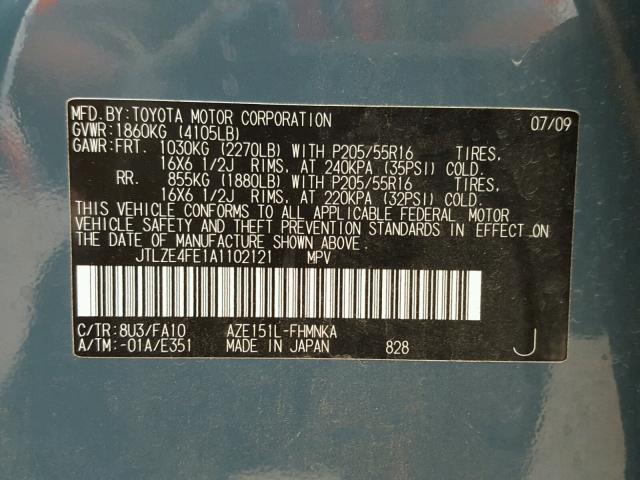 MFD.BY:TOYOTA MOTOR CORPORATION 07/09
GVWR:1860KG (4105LB)
GAWR:FRT. 1030KG (2270LB) WITH P205/55R16 TIRES,
16X6 1/2J RIMS, AT 240KPA (35PSI) COLD.
RR. 855KG (1880LB) WITH P205/55R16 TIRES,
16X6 1/2J RIMS, AT 220KPA (32PSI) COLD.
THIS VEHICLE CONFORMS TO ALL APPLICABLE FEDERAL MOTOR
VEHICLE SAFETY AND THEFT PREVENTION STANDARDS IN EFFECT ON
THE DATE OF MANUFACTURE SHOWN ABOVE.
JTLZE4FE1A1102121 MPV
C/TR:8U3/FA10 AZE151L-FHMNKA
A/TM:-01A/E351 MADE IN JAPAN 828 J